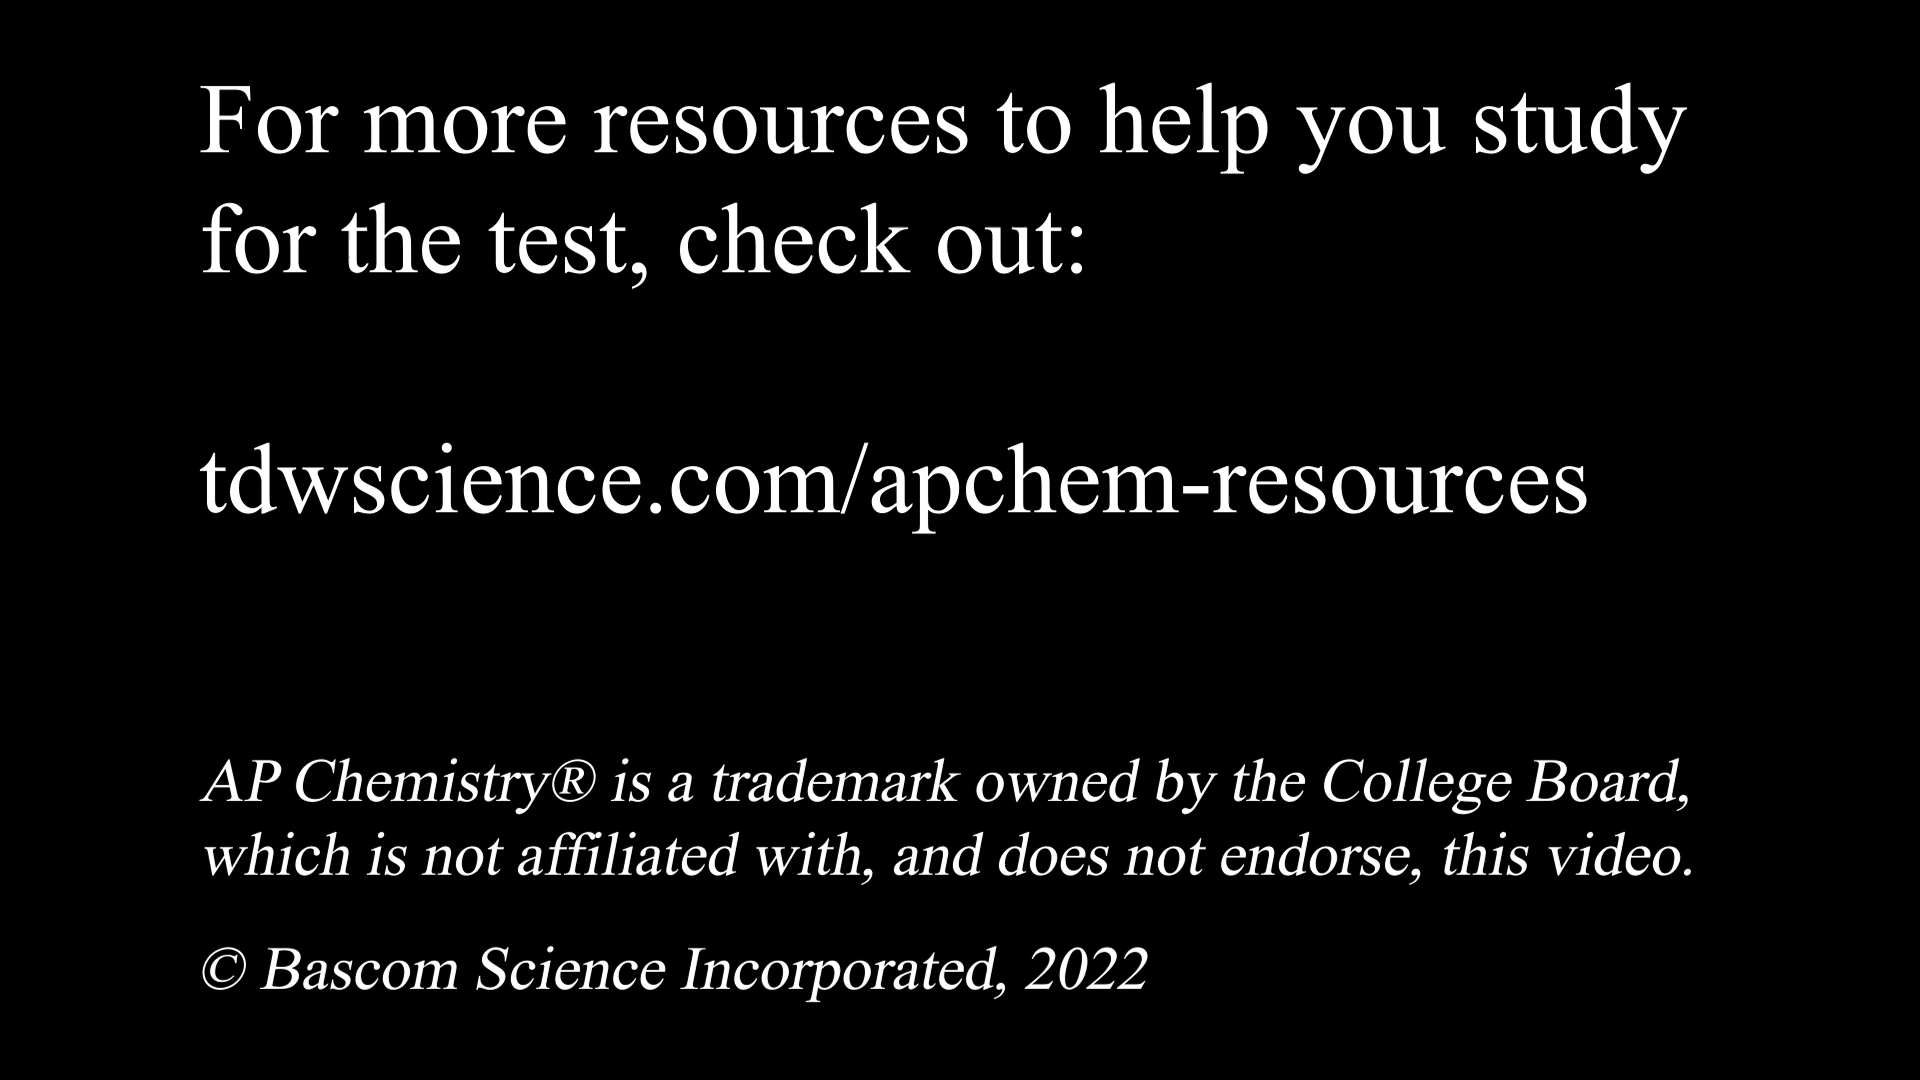 For more resources to help you study
for the test, check out:
tdwscience.com/apchem-resources
AP Chemistry® is a trademark owned by the College Board,
which is not affiliated with, and does not endorse, this video.
© Bascom Science Incorporated, 2022